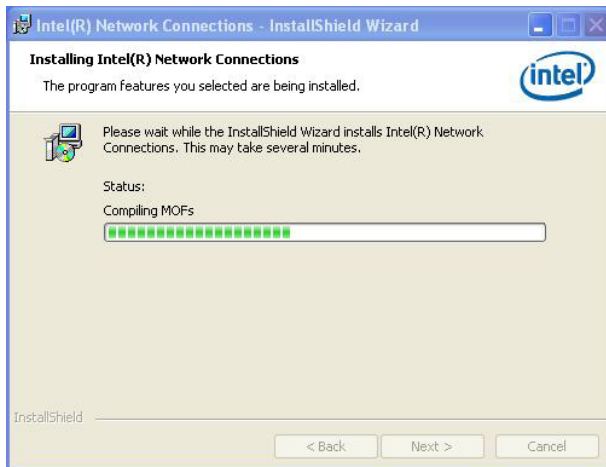 Intel(R) Network Connections - InstallShield Wizard
Installing Intel(R) Network Connections
The program features you selected are being installed.
intel
Please wait while the InstallShield Wizard installs Intel(R) Network
Connections. This may take several minutes.
Status:
Compiling MOFs
InstallShield
< Back
Next >
Cancel